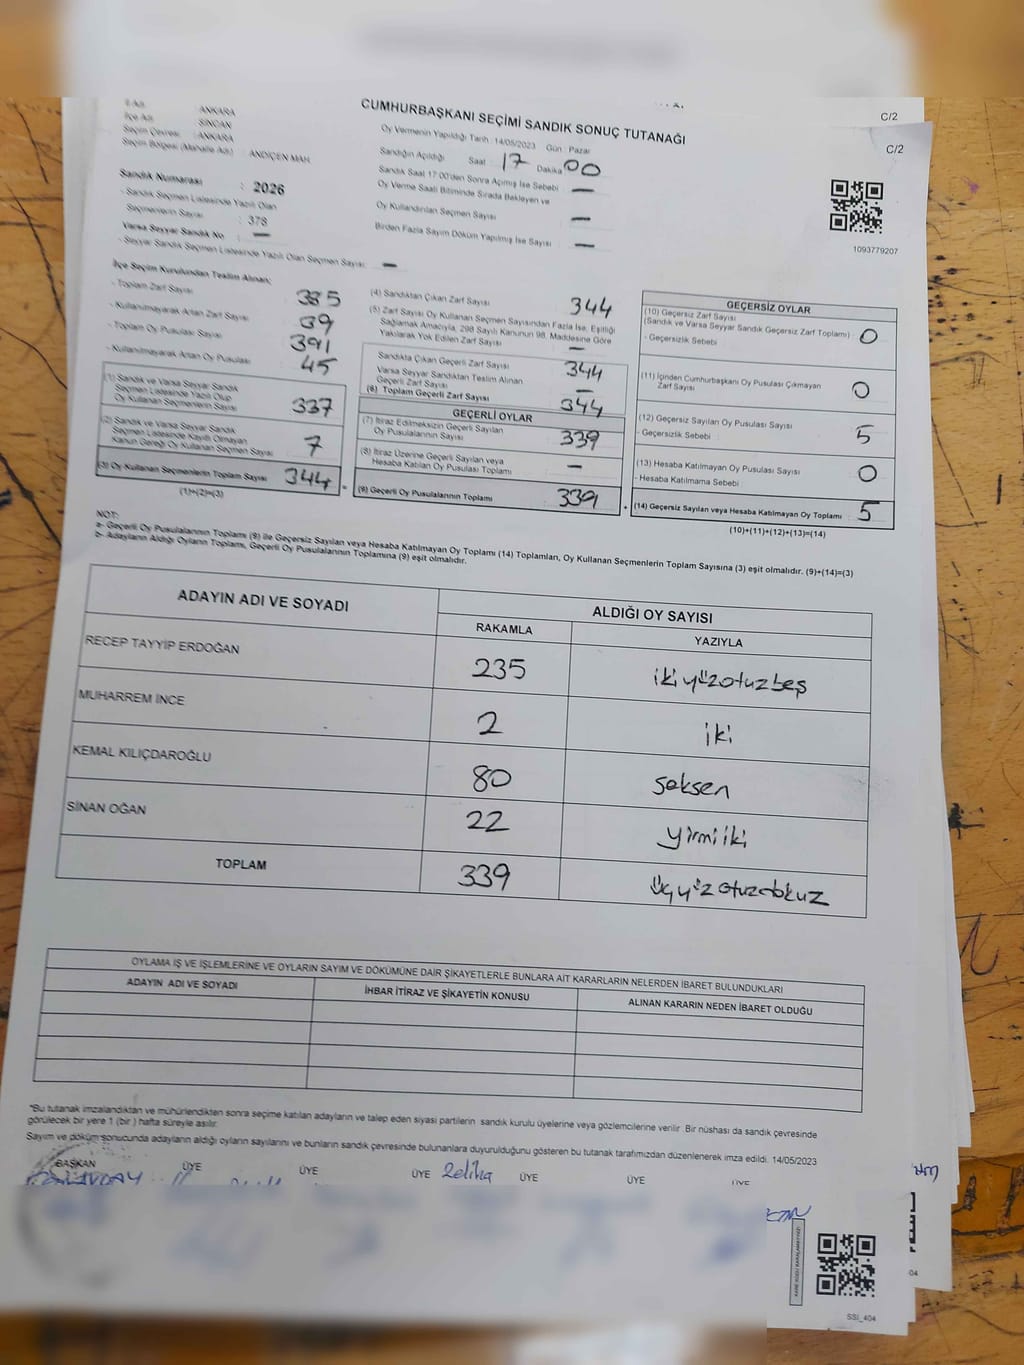 C/2
C/2
CUMHURBAŞKANI SEÇİMİ SANDIK SONUÇ TUTANAĞI
İl Adı : ANKARA
İlçe Adı : SİNCAN
Seçim Çevresi : ANKARA
Seçim Bölgesi (Mahalle Adı) : ANDİÇEN MAH
Sandık Numarası : 2026
- Sandık Seçmen Listesinde Yazılı Olan
Seçmenlerin Sayısı : 378
Varsa Seyyar Sandık No : —
- Seyyar Sandık Seçmen Listesinde Yazılı Olan Seçmen Sayısı: —
Oy Vermenin Yapıldığı Tarih : 14/05/2023 Gün : Pazar
Sandığın Açıldığı Saat : 17 Dakika : 00
Sandık Saat 17:00'den Sonra Açılmış İse Sebebi : —
Oy Verme Saati Bitiminde Sırada Bekleyen ve
Oy Kullandırılan Seçmen Sayısı : —
Birden Fazla Sayım Döküm Yapılmış İse Sayısı : —
1093779207
İlçe Seçim Kurulundan Teslim Alınan;
- Toplam Zarf Sayısı 385
- Kullanılmayarak Artan Zarf Sayısı 39
- Toplam Oy Pusulası Sayısı 391
- Kullanılmayarak Artan Oy Pusulası 45
(1) Sandık ve Varsa Seyyar Sandık
Seçmen Listesinde Yazılı Olup
Oy Kullanan Seçmenlerin Sayısı 337
(2) Sandık ve Varsa Seyyar Sandık
Seçmen Listesinde Kayıtlı Olmayan
Kanun Gereği Oy Kullanan Seçmen Sayısı 7
(3) Oy Kullanan Seçmenlerin Toplam Sayısı 344
(1)+(2)=(3)
(4) Sandıktan Çıkan Zarf Sayısı 344
(5) Zarf Sayısı Oy Kullanan Seçmen Sayısından Fazla İse, Eşitliği
Sağlamak Amacıyla, 298 Sayılı Kanunun 98. Maddesine Göre
Yakılarak Yok Edilen Zarf Sayısı —
Sandıkta Çıkan Geçerli Zarf Sayısı 344
Varsa Seyyar Sandıktan Teslim Alınan
Geçerli Zarf Sayısı —
(6) Toplam Geçerli Zarf Sayısı 344
GEÇERLİ OYLAR
(7) İtiraz Edilmeksizin Geçerli Sayılan
Oy Pusulalarının Sayısı 339
(8) İtiraz Üzerine Geçerli Sayılan veya
Hesaba Katılan Oy Pusulası Toplamı —
(9) Geçerli Oy Pusulalarının Toplamı 339
GEÇERSİZ OYLAR
(10) Geçersiz Zarf Sayısı
(Sandık ve Varsa Seyyar Sandık Geçersiz Zarf Toplamı) 0
- Geçersizlik Sebebi
(11) İçinden Cumhurbaşkanı Oy Pusulası Çıkmayan
Zarf Sayısı 0
(12) Geçersiz Sayılan Oy Pusulası Sayısı 5
- Geçersizlik Sebebi
(13) Hesaba Katılmayan Oy Pusulası Sayısı 0
- Hesaba Katılmama Sebebi
(14) Geçersiz Sayılan veya Hesaba Katılmayan Oy Toplamı 5
(10)+(11)+(12)+(13)=(14)
NOT:
a- Geçerli Oy Pusulalarının Toplamı (9) ile Geçersiz Sayılan veya Hesaba Katılmayan Oy Toplamı (14) Toplamları, Oy Kullanan Seçmenlerin Toplam Sayısına (3) eşit olmalıdır. (9)+(14)=(3)
b- Adayların Aldığı Oyların Toplamı, Geçerli Oy Pusulalarının Toplamına (9) eşit olmalıdır.
ADAYIN ADI VE SOYADI
ALDIĞI OY SAYISI
RAKAMLA YAZIYLA
RECEP TAYYİP ERDOĞAN 235 ikiyüzotuzbeş
MUHARREM İNCE 2 iki
KEMAL KILIÇDAROĞLU 80 seksen
SİNAN OĞAN 22 yirmiiki
TOPLAM 339 üçyüzotuzdokuz
OYLAMA İŞ VE İŞLEMLERİNE VE OYLARIN SAYIM VE DÖKÜMÜNE DAİR ŞİKAYETLERLE BUNLARA AİT KARARLARIN NELERDEN İBARET BULUNDUKLARI
ADAYIN ADI VE SOYADI İHBAR İTİRAZ VE ŞİKAYETİN KONUSU ALINAN KARARIN NEDEN İBARET OLDUĞU
*Bu tutanak imzalandıktan ve mühürlendikten sonra seçime katılan adayların ve talep eden siyasi partilerin sandık kurulu üyelerine veya gözlemcilerine verilir. Bir nüshası da sandık çevresinde
görülecek bir yere 1 (bir ) hafta süreyle asılır.
Sayım ve döküm sonucunda adayların aldığı oyların sayılarını ve bunların sandık çevresinde bulunanlara duyurulduğunu gösteren bu tutanak tarafımızdan düzenlenerek imza edildi. 14/05/2023
BAŞKAN ÜYE ÜYE ÜYE Zeliha ÜYE ÜYE ÜYE
SSI_404